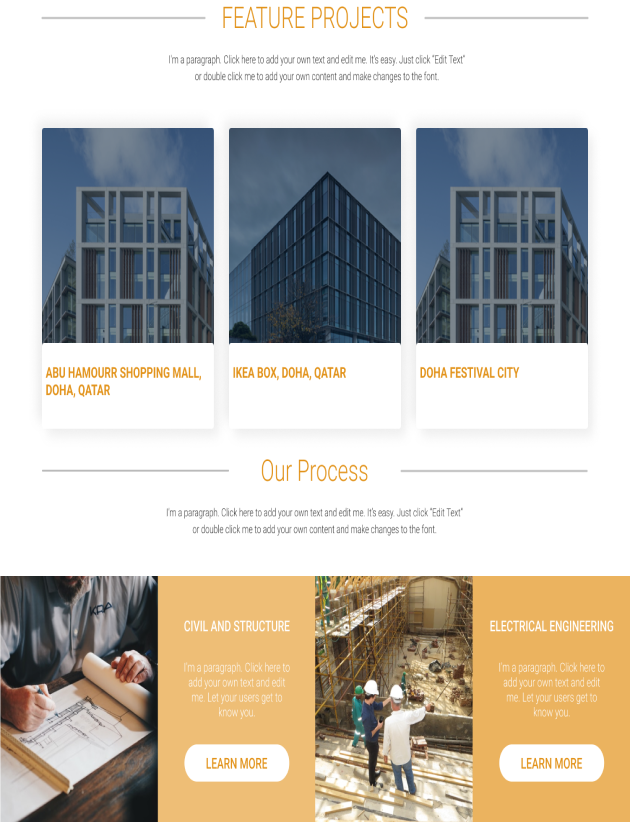 FEATURE PROJECTS
I'm a paragraph. Click here to add your own text and edit me. It's easy. Just click "Edit Text"
or double click me to add your own content and make changes to the font.
ABU HAMOURR SHOPPING MALL,
DOHA, QATAR
IKEA BOX, DOHA, QATAR
DOHA FESTIVAL CITY
Our Process
I'm a paragraph. Click here to add your own text and edit me. It's easy. Just click "Edit Text"
or double click me to add your own content and make changes to the font.
CIVIL AND STRUCTURE
I'm a paragraph. Click here to
add your own text and edit
me. Let your users get to
know you.
LEARN MORE
ELECTRICAL ENGINEERING
I'm a paragraph. Click here to
add your own text and edit
me. Let your users get to
know you.
LEARN MORE